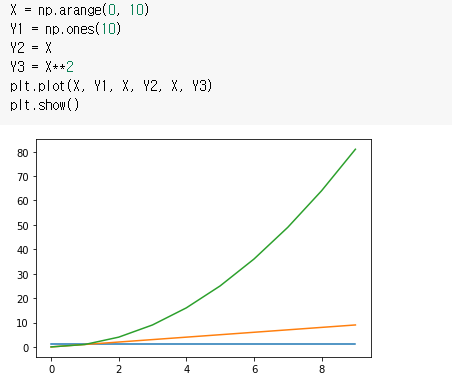 X = np.arange(0, 10)
Y1 = np.ones(10)
Y2 = X
Y3 = X**2
plt.plot(X, Y1, X, Y2, X, Y3)
plt.show()
80
70
60
50
40
30
20
10
0
0 2 4 6 8